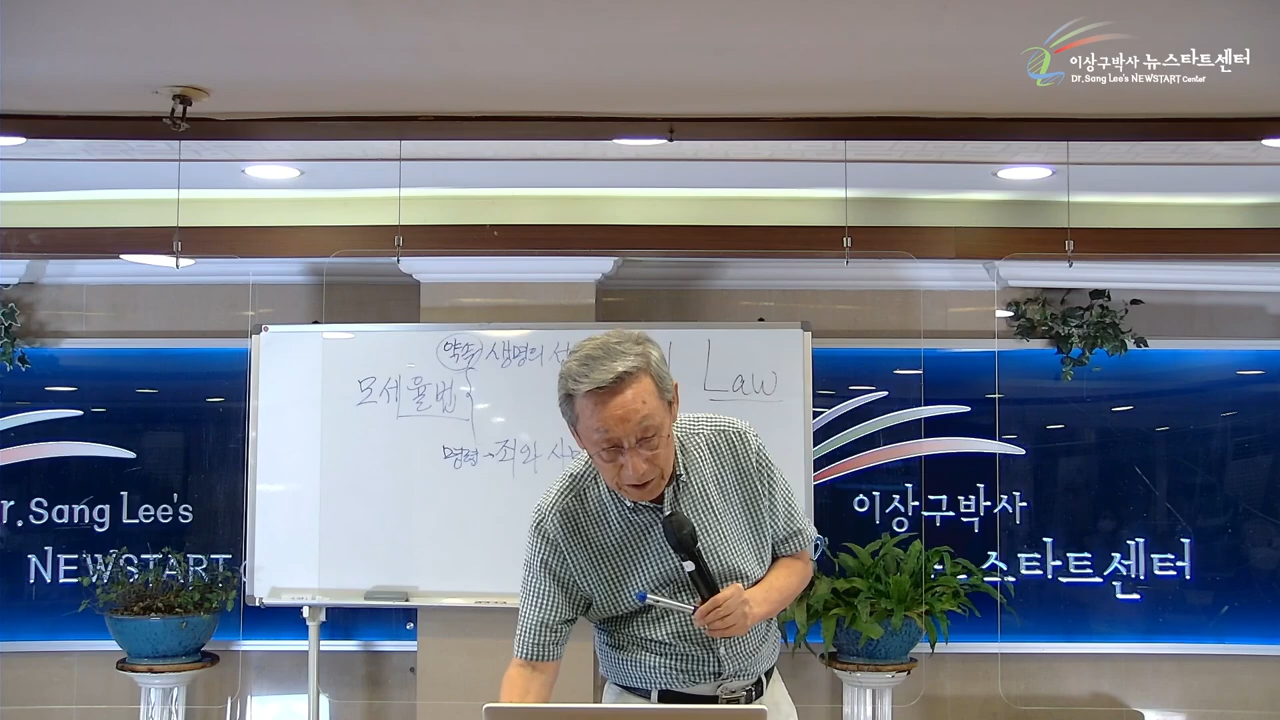 이상구박사 뉴스타트센터
Dr. Sang Lee's NEWSTART Center
약속 생명의
Law
모세 율법
명령 → 죄와
r. Sang Lee's
NEWSTART
이상구박사
뉴스타트센터